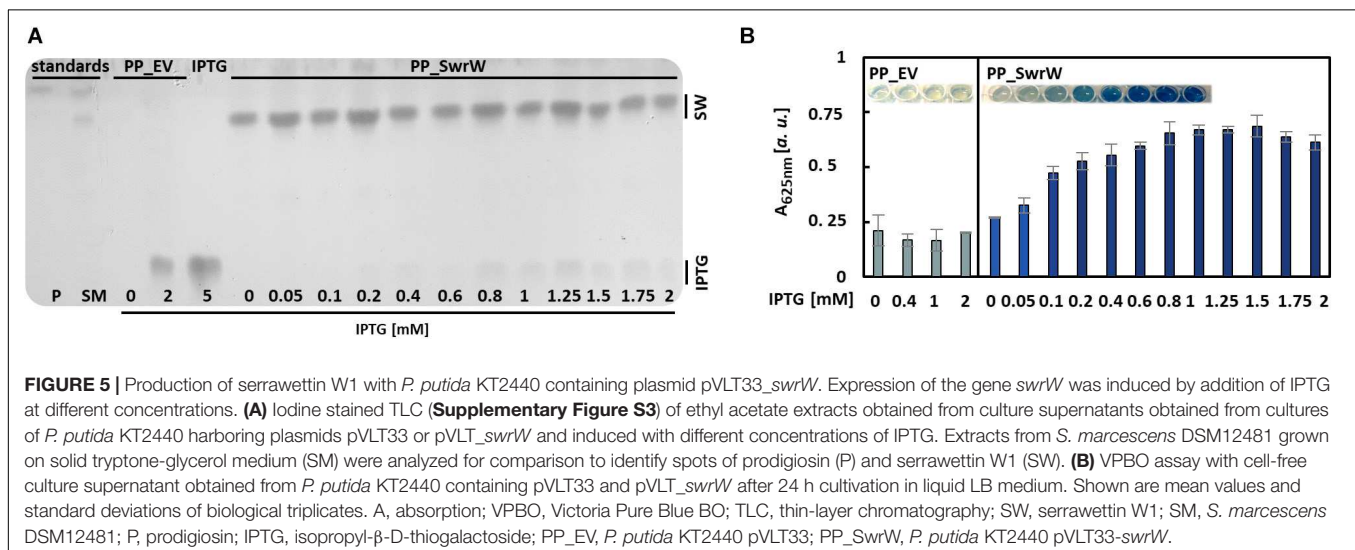 A
standards PP_EV IPTG PP_SwrW
SW
IPTG
P SM 0 2 5 0 0.05 0.1 0.2 0.4 0.6 0.8 1 1.25 1.5 1.75 2
IPTG [mM]
B
1
0.75
0.5
0.25
0
A625nm [a. u.]
PP_EV PP_SwrW
IPTG [mM] 0 0.4 1 2 0 0.05 0.1 0.2 0.4 0.6 0.8 1 1.25 1.5 1.75 2
FIGURE 5 | Production of serrawettin W1 with P. putida KT2440 containing plasmid pVLT33_swrW. Expression of the gene swrW was induced by addition of IPTG
at different concentrations. (A) Iodine stained TLC (Supplementary Figure S3) of ethyl acetate extracts obtained from culture supernatants obtained from cultures
of P. putida KT2440 harboring plasmids pVLT33 or pVLT_swrW and induced with different concentrations of IPTG. Extracts from S. marcescens DSM12481 grown
on solid tryptone-glycerol medium (SM) were analyzed for comparison to identify spots of prodigiosin (P) and serrawettin W1 (SW). (B) VPBO assay with cell-free
culture supernatant obtained from P. putida KT2440 containing pVLT33 and pVLT_swrW after 24 h cultivation in liquid LB medium. Shown are mean values and
standard deviations of biological triplicates. A, absorption; VPBO, Victoria Pure Blue BO; TLC, thin-layer chromatography; SW, serrawettin W1; SM, S. marcescens
DSM12481; P, prodigiosin; IPTG, isopropyl-β-D-thiogalactoside; PP_EV, P. putida KT2440 pVLT33; PP_SwrW, P. putida KT2440 pVLT33-swrW.